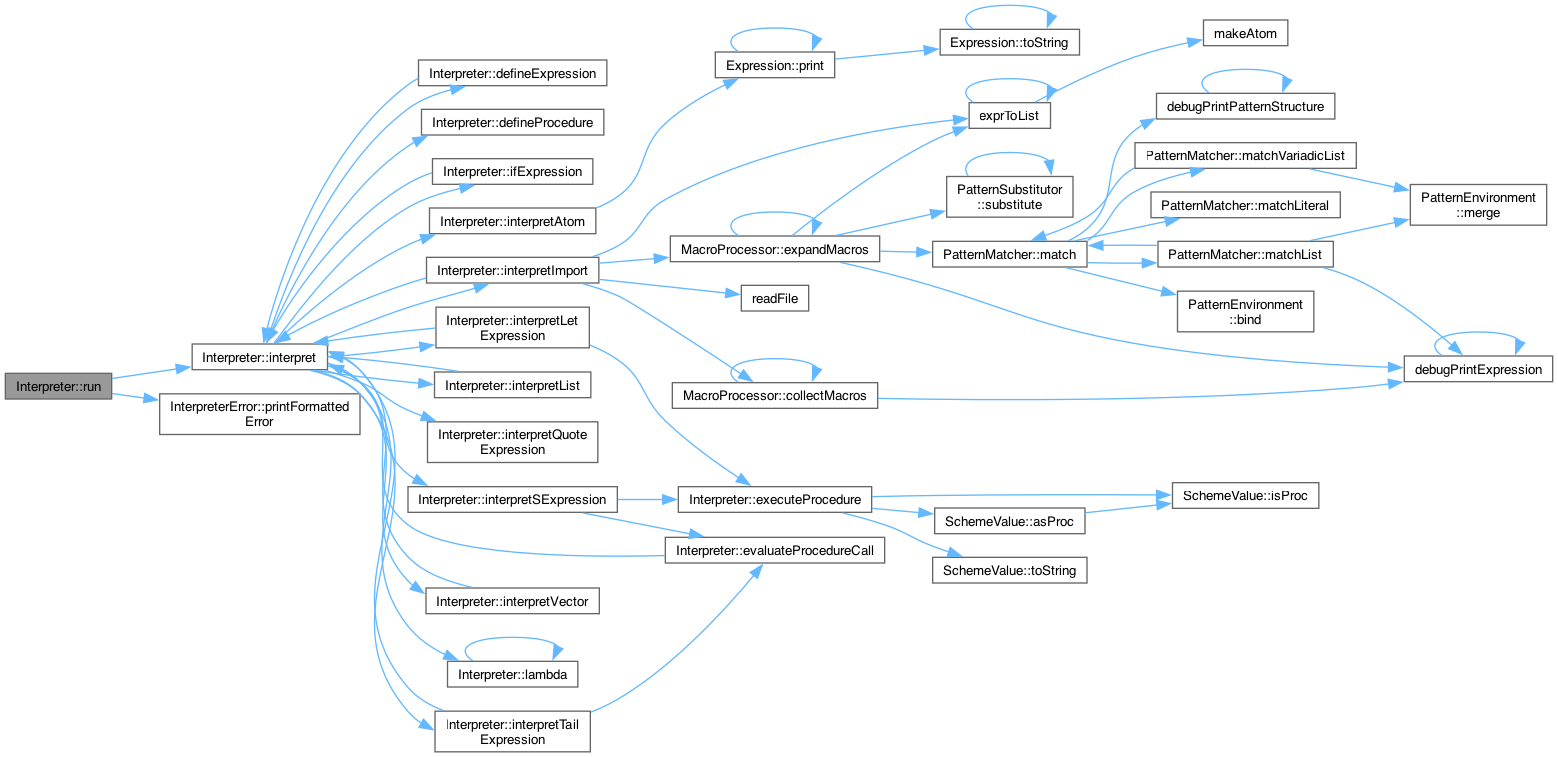 Interpreter::run
Interpreter::interpret
InterpreterError::printFormatted
Error
Interpreter::defineExpression
Interpreter::defineProcedure
Interpreter::ifExpression
Interpreter::interpretAtom
Interpreter::interpretImport
Interpreter::interpretLet
Expression
Interpreter::interpretList
Interpreter::interpretQuote
Expression
Interpreter::interpretSExpression
Interpreter::interpretVector
Interpreter::lambda
Interpreter::interpretTail
Expression
Expression::print
MacroProcessor::expandMacros
readFile
MacroProcessor::collectMacros
Interpreter::executeProcedure
Interpreter::evaluateProcedureCall
Expression::toString
exprToList
PatternSubstitutor
::substitute
PatternMatcher::match
SchemeValue::asProc
SchemeValue::toString
makeAtom
debugPrintPatternStructure
PatternMatcher::matchVariadicList
PatternMatcher::matchLiteral
PatternMatcher::matchList
PatternEnvironment
::bind
SchemeValue::isProc
PatternEnvironment
::merge
debugPrintExpression